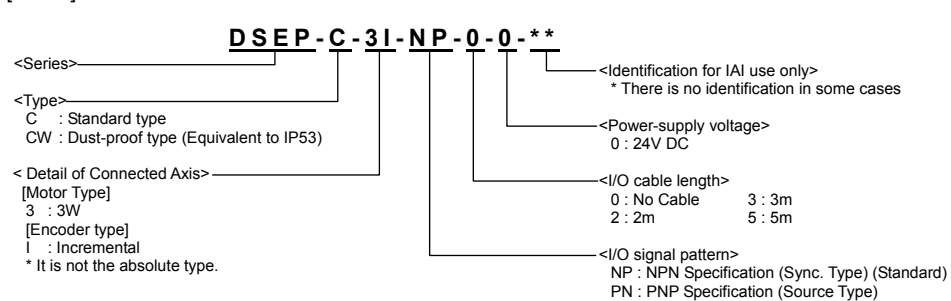 DSEP-C-3I-NP-0-0-**
<Series>
<Type>
C : Standard type
CW : Dust-proof type (Equivalent to IP53)
< Detail of Connected Axis>
[Motor Type]
3 : 3W
[Encoder type]
I : Incremental
* It is not the absolute type.
<Identification for IAI use only>
* There is no identification in some cases
<Power-supply voltage>
0 : 24V DC
<I/O cable length>
0 : No Cable 3 : 3m
2 : 2m 5 : 5m
<I/O signal pattern>
NP : NPN Specification (Sync. Type) (Standard)
PN : PNP Specification (Source Type)